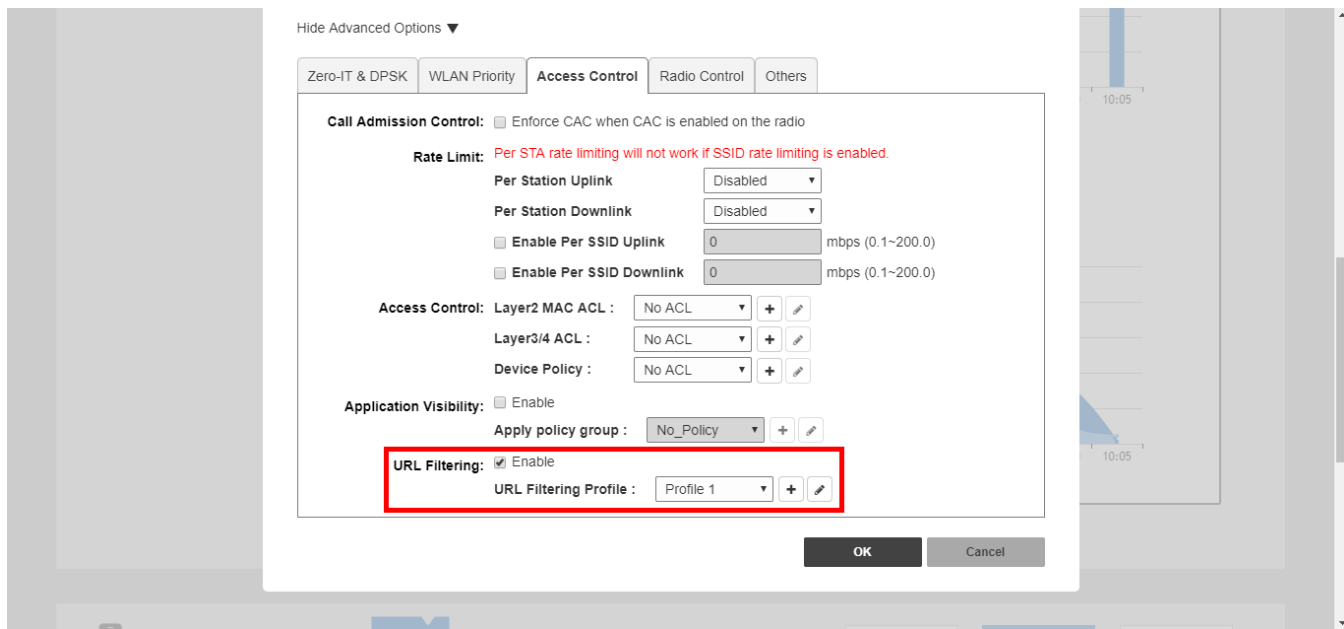 Hide Advanced Options ▼
Zero-IT & DPSK WLAN Priority Access Control Radio Control Others
10:05
Call Admission Control: Enforce CAC when CAC is enabled on the radio
Rate Limit: Per STA rate limiting will not work if SSID rate limiting is enabled.
Per Station Uplink Disabled
Per Station Downlink Disabled
Enable Per SSID Uplink 0 mbps (0.1~200.0)
Enable Per SSID Downlink 0 mbps (0.1~200.0)
Access Control: Layer2 MAC ACL : No ACL
Layer3/4 ACL : No ACL
Device Policy : No ACL
Application Visibility: Enable
Apply policy group : No_Policy
10:05
URL Filtering: Enable
URL Filtering Profile : Profile 1
OK Cancel